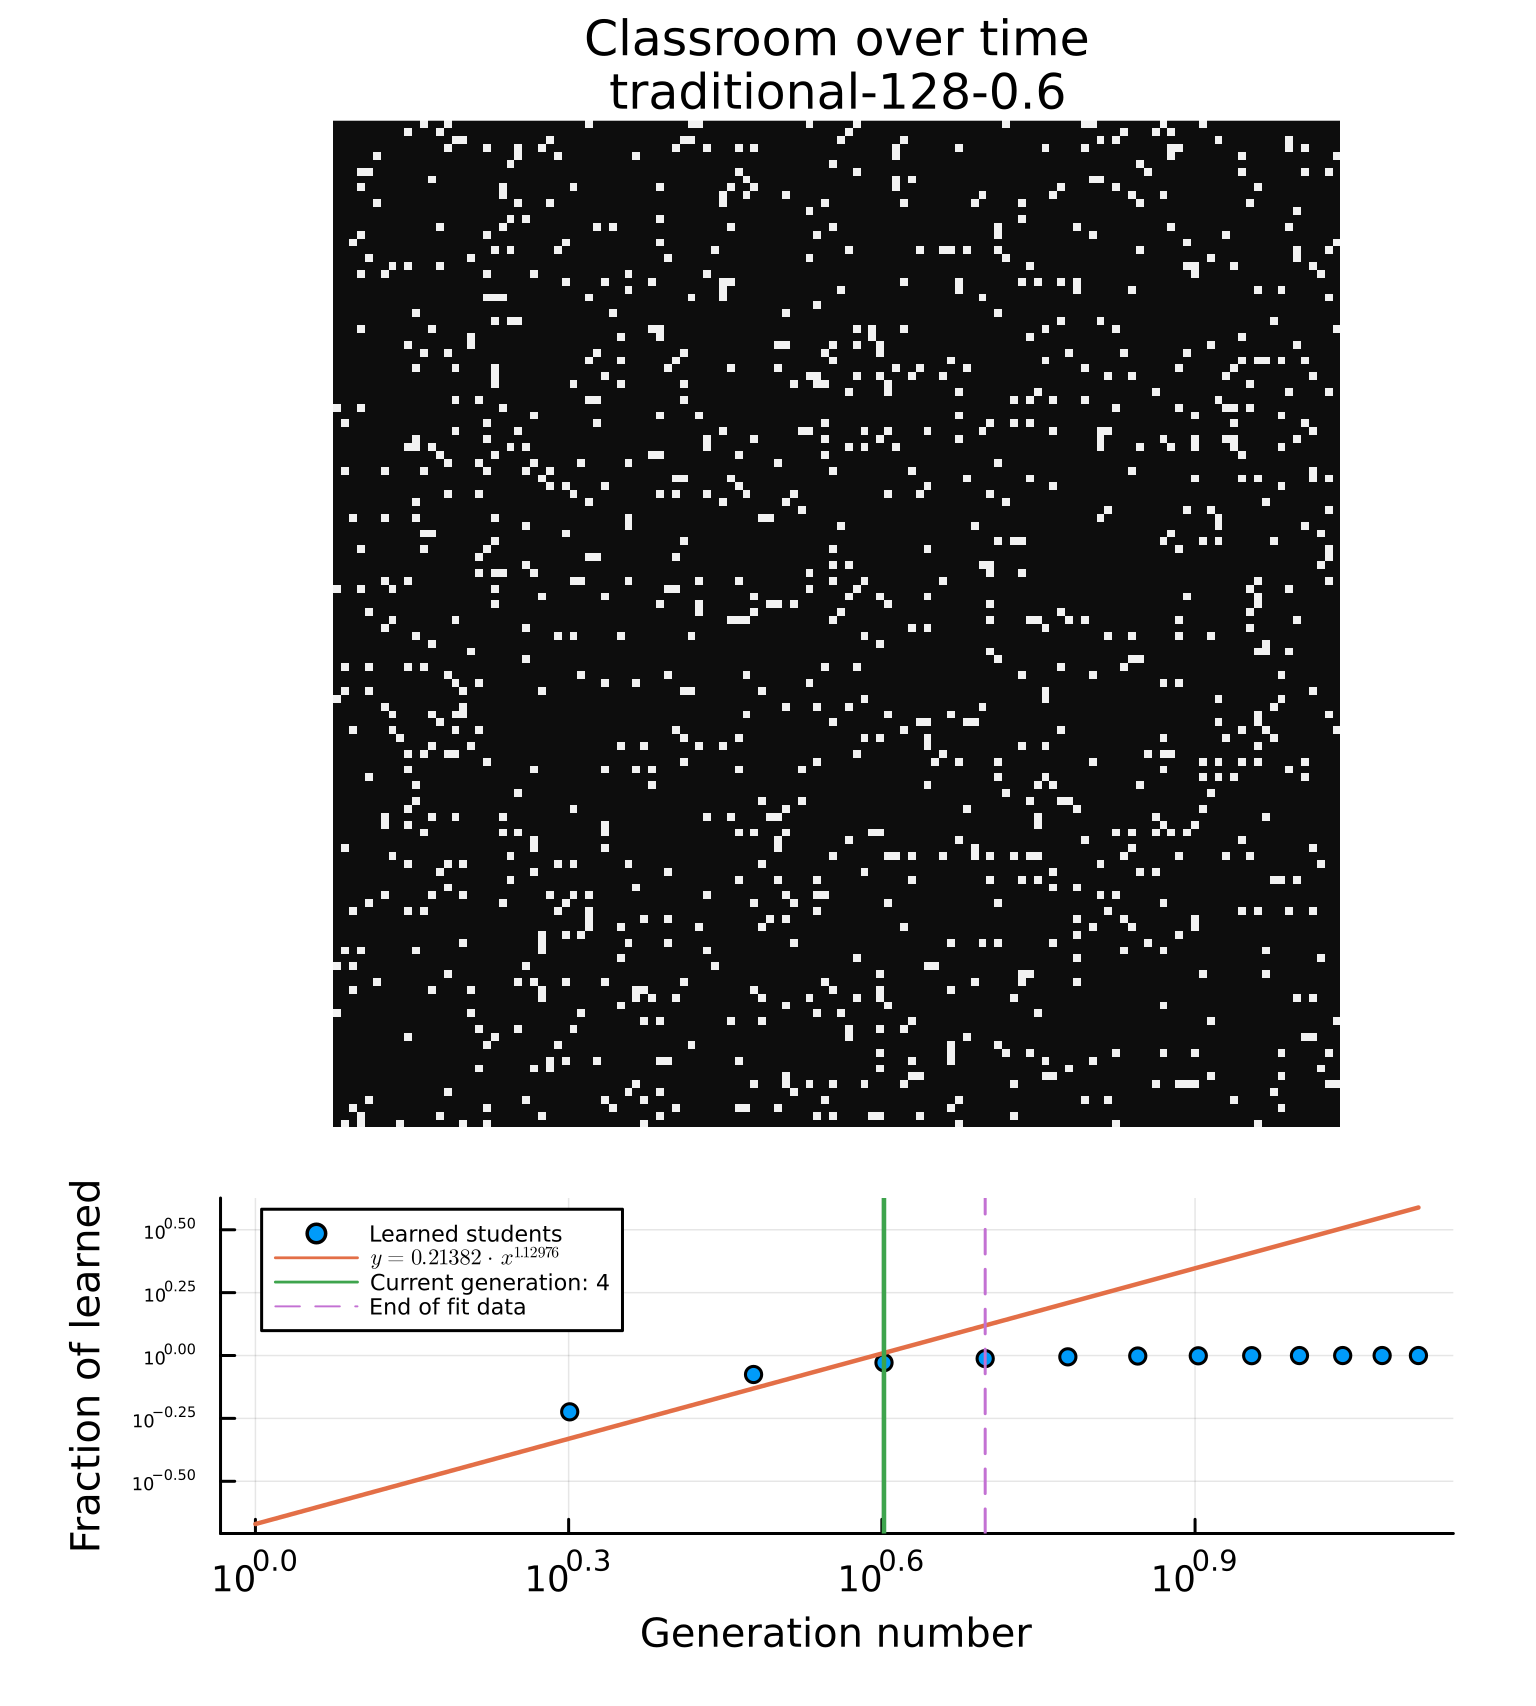 Classroom over time
traditional-128-0.6
Fraction of learned
10^0.50
10^0.25
10^0.00
10^−0.25
10^−0.50
Learned students
y = 0.21382 · x^1.12976
Current generation: 4
End of fit data
10^0.0
10^0.3
10^0.6
10^0.9
Generation number